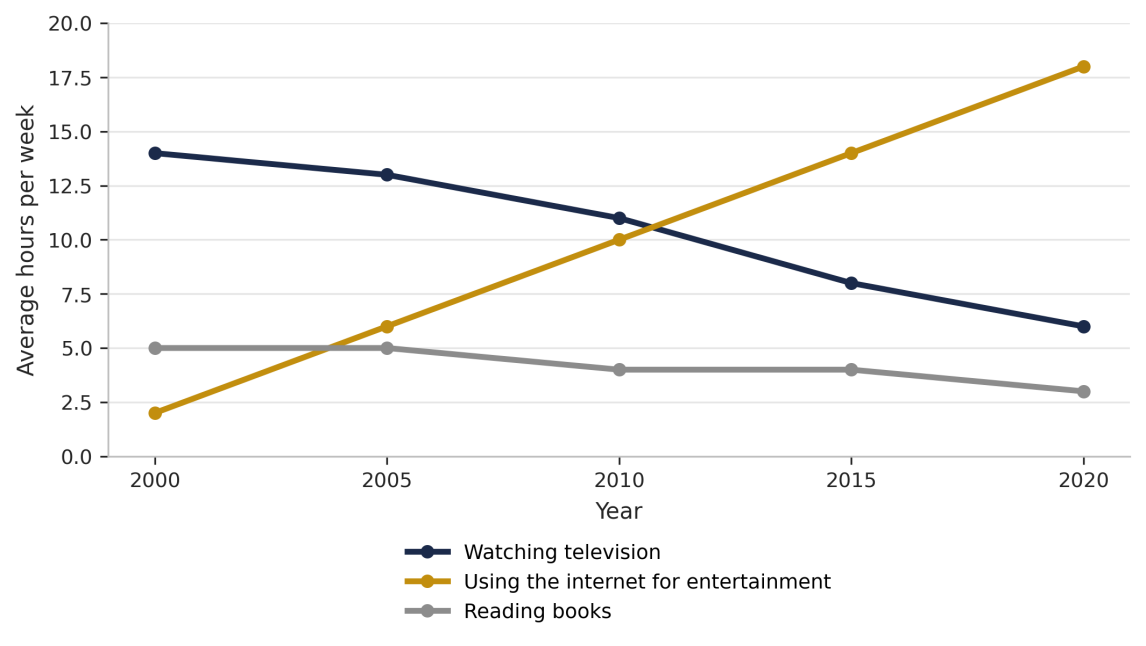 20.0
17.5
15.0
12.5
10.0
7.5
5.0
2.5
0.0
Average hours per week
2000 2005 2010 2015 2020
Year
Watching television
Using the internet for entertainment
Reading books